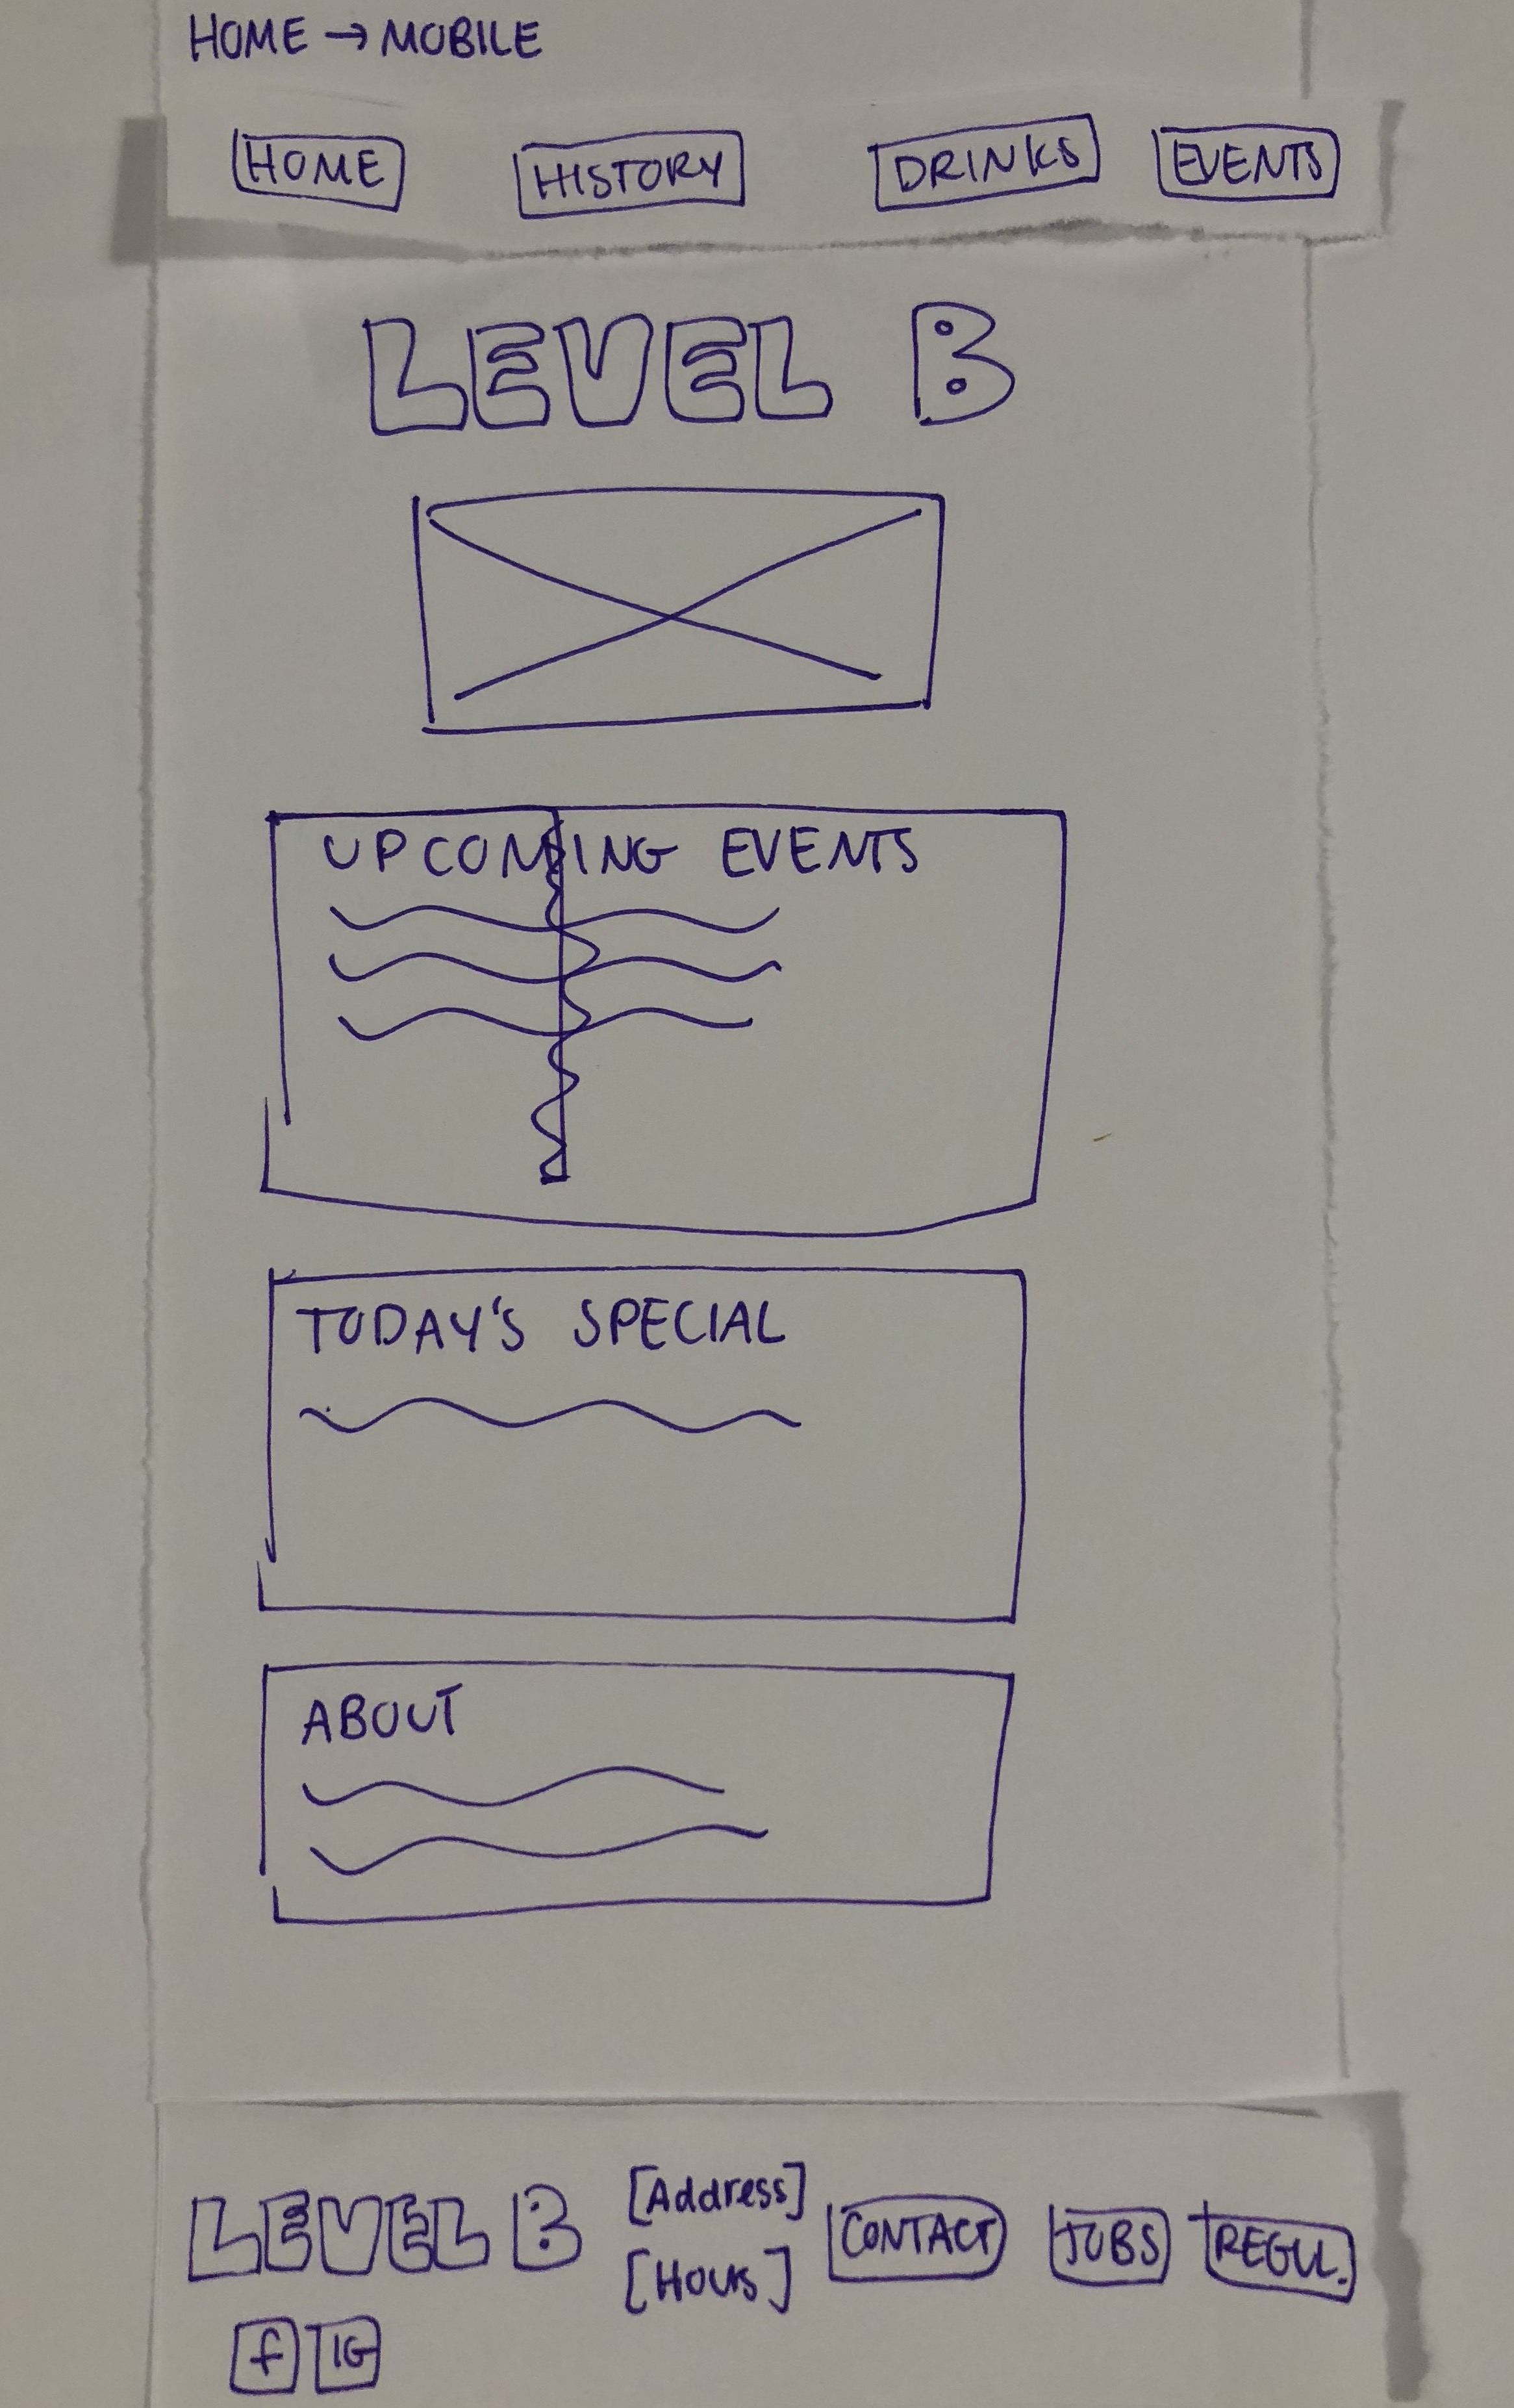 HOME → MOBILE
HOME HISTORY DRINKS EVENTS
LEVEL B
UPCOMING EVENTS
TODAY'S SPECIAL
ABOUT
LEVEL B [Address] CONTACT JOBS REGUL.
[Hours]
f IG